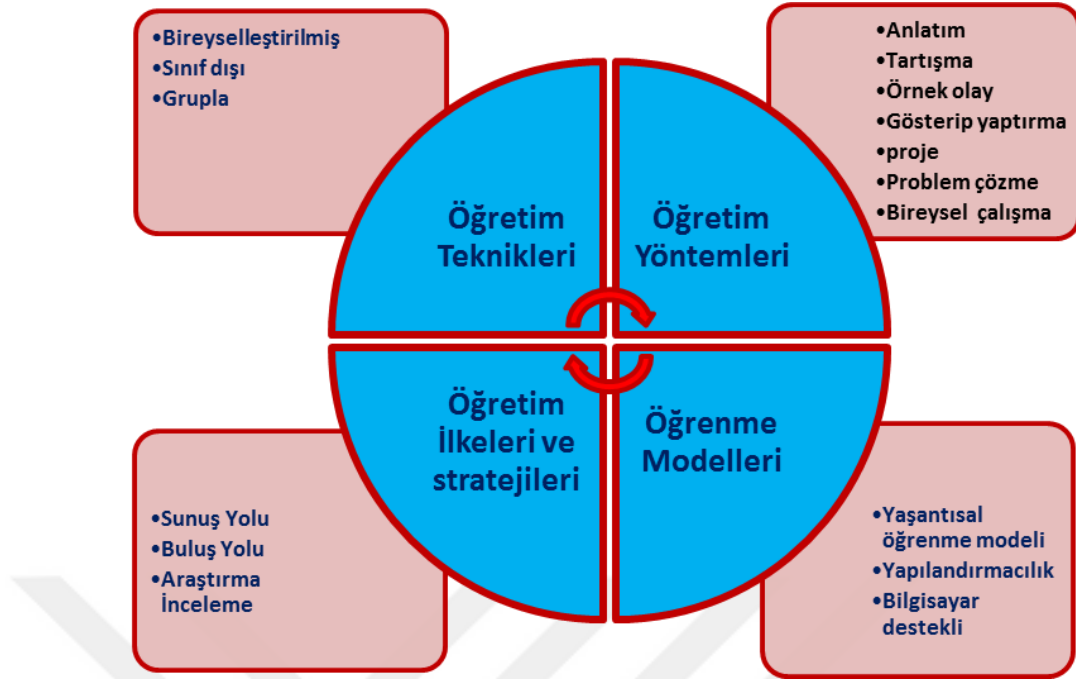 •Bireyselleştirilmiş
•Sınıf dışı
•Grupla
•Anlatım
•Tartışma
•Örnek olay
•Gösterip yaptırma
•proje
•Problem çözme
•Bireysel çalışma
Öğretim
Teknikleri
Öğretim
Yöntemleri
Öğretim
İlkeleri ve
stratejileri
Öğrenme
Modelleri
•Sunuş Yolu
•Buluş Yolu
•Araştırma
İnceleme
•Yaşantısal
öğrenme modeli
•Yapılandırmacılık
•Bilgisayar
destekli